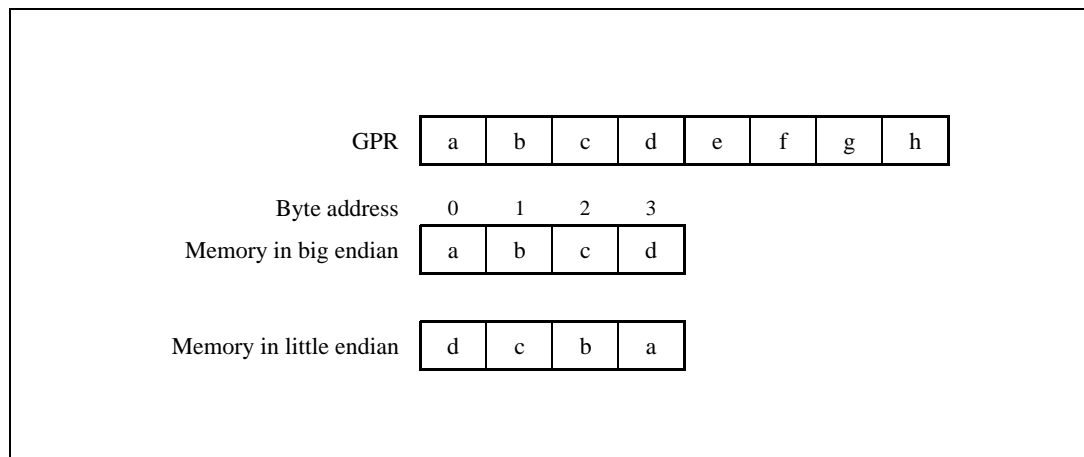 GPR a b c d e f g h
Byte address 0 1 2 3
Memory in big endian a b c d
Memory in little endian d c b a